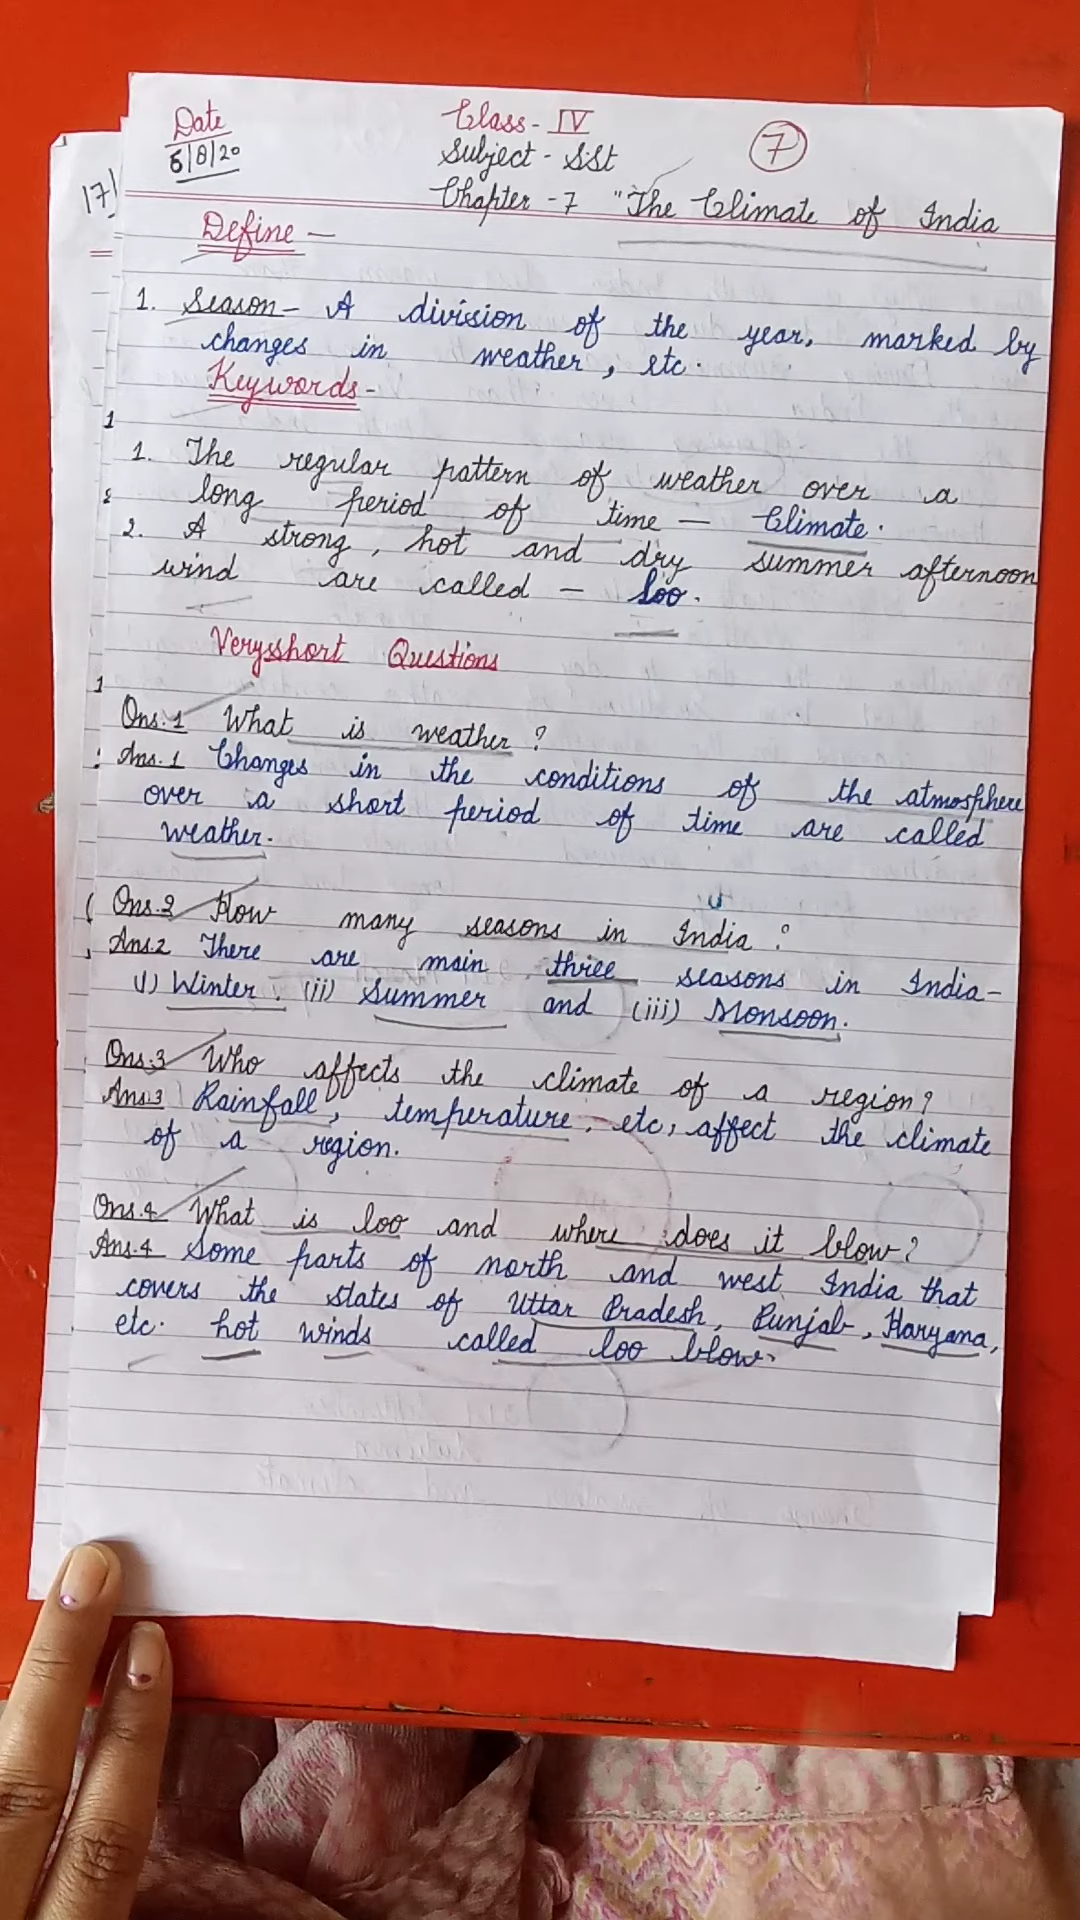 Date
5/8/20
Class - IV
7
Subject - S.St
17
Chapter - 7 "The Climate of India
Define -
1. Season - A division of the year, marked by
changes in weather, etc.
Keywords -
1. The regular pattern of weather over a
long period of time - Climate.
2. A strong, hot and dry summer afternoon
wind are called - loo.
Very short Questions
Qns.1 What is weather?
Ans.1 Changes in the conditions of the atmosphere
over a short period of time are called
weather.
Qns.2 How many seasons in India?
Ans.2 There are main three seasons in India -
(i) Winter. (ii) Summer and (iii) Monsoon.
Qns.3 Who affects the climate of a region?
Ans.3 Rainfall, temperature, etc, affect the climate
of a region.
Qns.4 What is loo and where does it blow?
Ans.4 Some parts of north and west India that
covers the states of Uttar Pradesh, Punjab, Haryana,
etc. hot winds called loo blow.